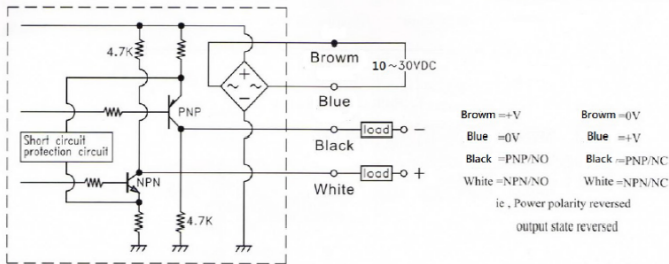 4.7K
Browm
10~30VDC
+
~ ~
-
Blue
PNP
Short circuit
protection circuit
Black
load
-
NPN
White
load
+
4.7K
Browm =+V
Blue =0V
Black =PNP/NO
White =NPN/NO
Browm =0V
Blue =+V
Black =PNP/NC
White =NPN/NC
ie , Power polarity reversed
output state reversed